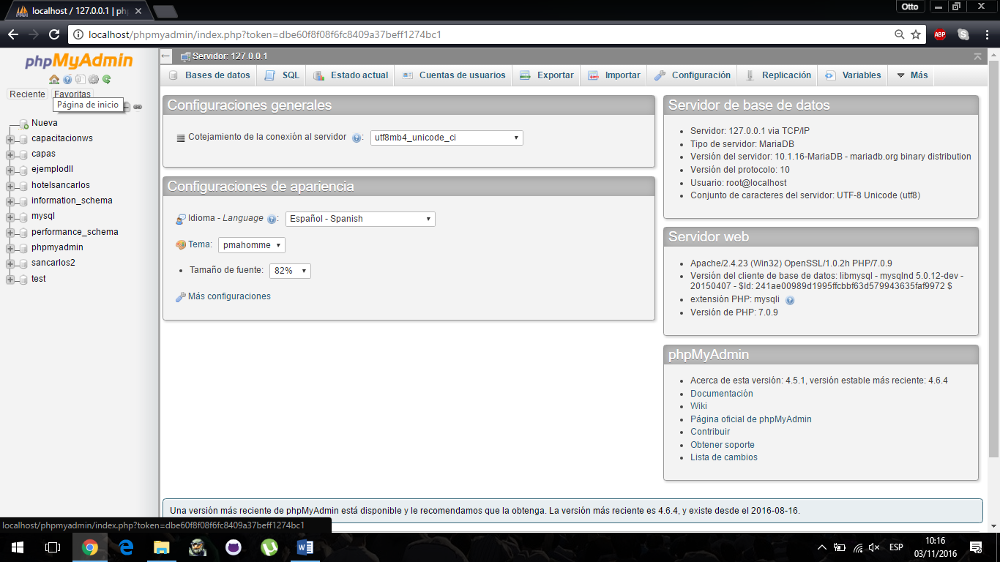 localhost / 127.0.0.1 | ph
Otto
localhost/phpmyadmin/index.php?token=dbe60f8f08f6fc8409a37beff1274bc1
ABP
phpMyAdmin
Reciente
Favoritas
Página de inicio
Nueva
capacitacionws
capas
ejemplodll
hotelsancarlos
information_schema
mysql
performance_schema
phpmyadmin
sancarlos2
test
Servidor: 127.0.0.1
Bases de datos
SQL
Estado actual
Cuentas de usuarios
Exportar
Importar
Configuración
Replicación
Variables
Más
Configuraciones generales
Cotejamiento de la conexión al servidor : utf8mb4_unicode_ci
Configuraciones de apariencia
Idioma - Language : Español - Spanish
Tema: pmahomme
Tamaño de fuente: 82%
Más configuraciones
Servidor de base de datos
Servidor: 127.0.0.1 via TCP/IP
Tipo de servidor: MariaDB
Versión del servidor: 10.1.16-MariaDB - mariadb.org binary distribution
Versión del protocolo: 10
Usuario: root@localhost
Conjunto de caracteres del servidor: UTF-8 Unicode (utf8)
Servidor web
Apache/2.4.23 (Win32) OpenSSL/1.0.2h PHP/7.0.9
Versión del cliente de base de datos: libmysql - mysqlnd 5.0.12-dev -
20150407 - $Id: 241ae00989d1995ffcbbf63d579943635faf9972 $
extensión PHP: mysqli
Versión de PHP: 7.0.9
phpMyAdmin
Acerca de esta versión: 4.5.1, versión estable más reciente: 4.6.4
Documentación
Wiki
Página oficial de phpMyAdmin
Contribuir
Obtener soporte
Lista de cambios
Una versión más reciente de phpMyAdmin está disponible y le recomendamos que la obtenga. La versión más reciente es 4.6.4, y existe desde el 2016-08-16.
localhost/phpmyadmin/index.php?token=dbe60f8f08f6fc8409a37beff1274bc1
ESP
10:16
03/11/2016